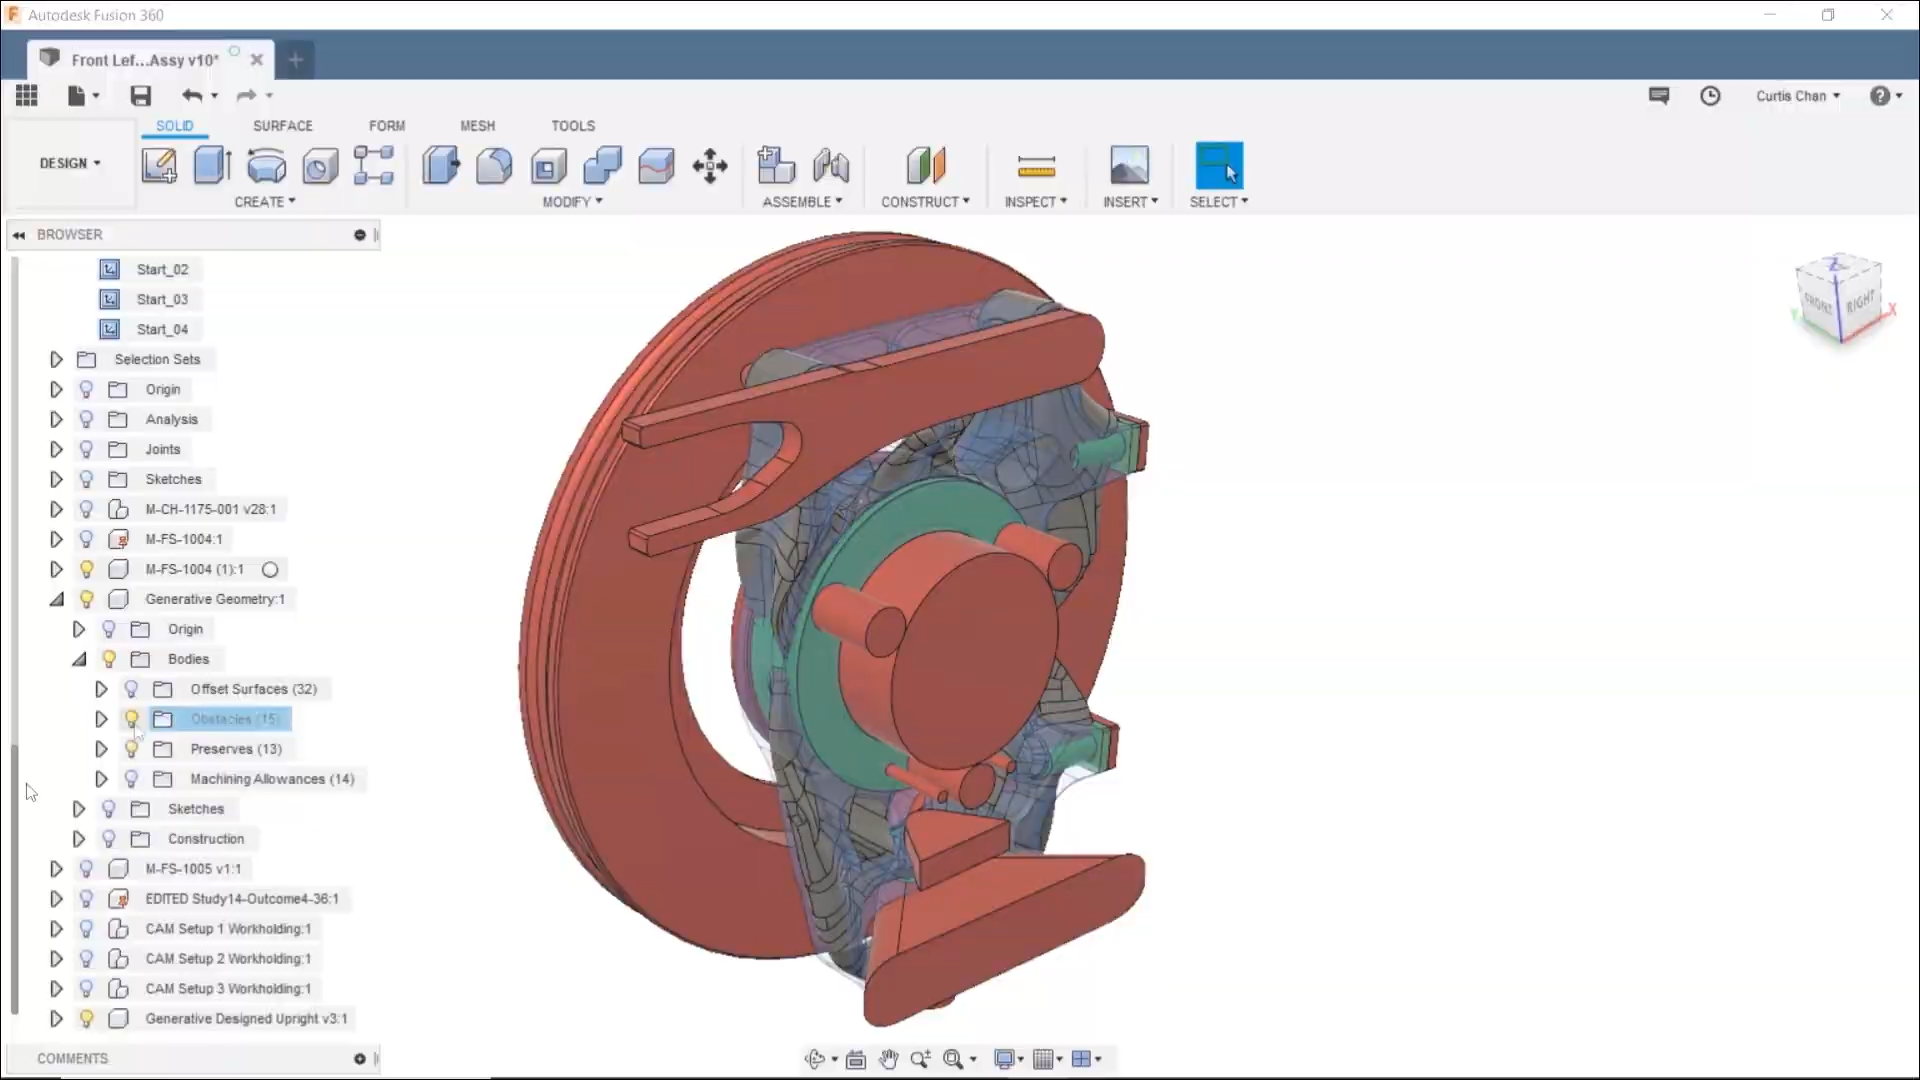 Autodesk Fusion 360
Front Lef...Assy v10*
Curtis Chan
SOLID SURFACE FORM MESH TOOLS
DESIGN
CREATE MODIFY ASSEMBLE CONSTRUCT INSPECT INSERT SELECT
BROWSER
Start_02
Start_03
Start_04
Selection Sets
Origin
Analysis
Joints
Sketches
M-CH-1175-001 v28:1
M-FS-1004:1
M-FS-1004 (1):1
Generative Geometry:1
Origin
Bodies
Offset Surfaces (32)
Obstacles (15)
Preserves (13)
Machining Allowances (14)
Sketches
Construction
M-FS-1005 v1:1
EDITED Study14-Outcome4-36:1
CAM Setup 1 Workholding:1
CAM Setup 2 Workholding:1
CAM Setup 3 Workholding:1
Generative Designed Upright v3:1
COMMENTS
Z
FRONT RIGHT
X
Y